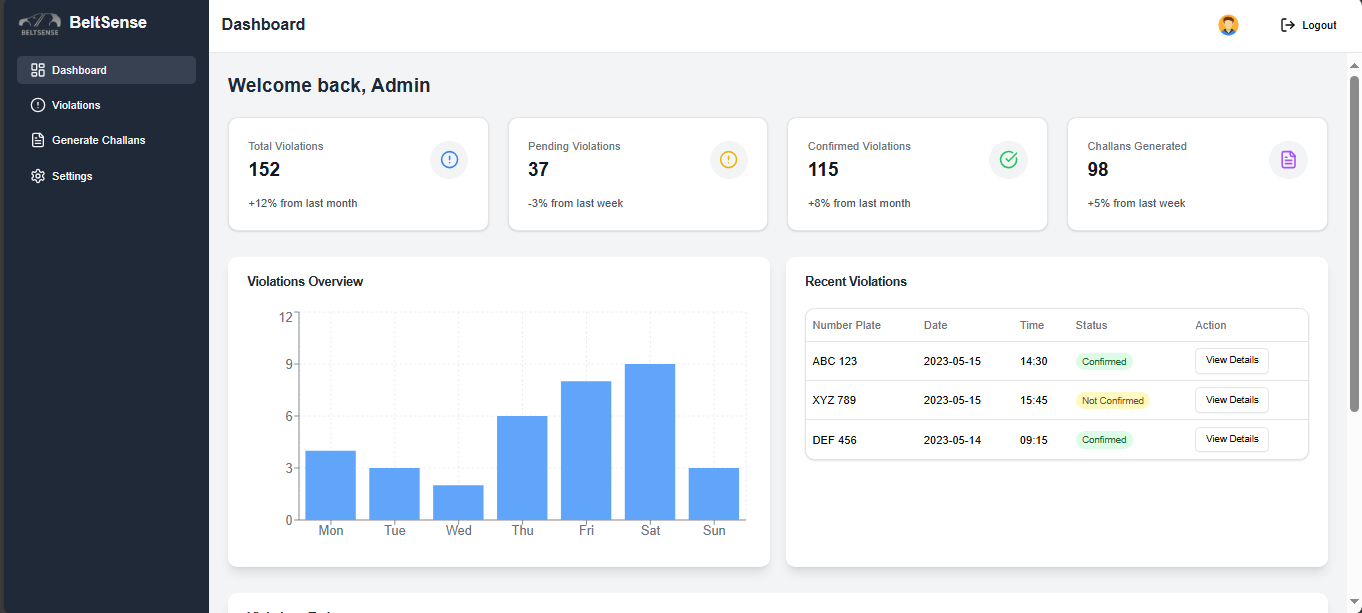 BELTSENSE
BeltSense
Dashboard
Violations
Generate Challans
Settings
Dashboard
Logout
Welcome back, Admin
Total Violations
152
+12% from last month
Pending Violations
37
-3% from last week
Confirmed Violations
115
+8% from last month
Challans Generated
98
+5% from last week
Violations Overview
12
9
6
3
0
Mon Tue Wed Thu Fri Sat Sun
Recent Violations
Number Plate Date Time Status Action
ABC 123 2023-05-15 14:30 Confirmed View Details
XYZ 789 2023-05-15 15:45 Not Confirmed View Details
DEF 456 2023-05-14 09:15 Confirmed View Details